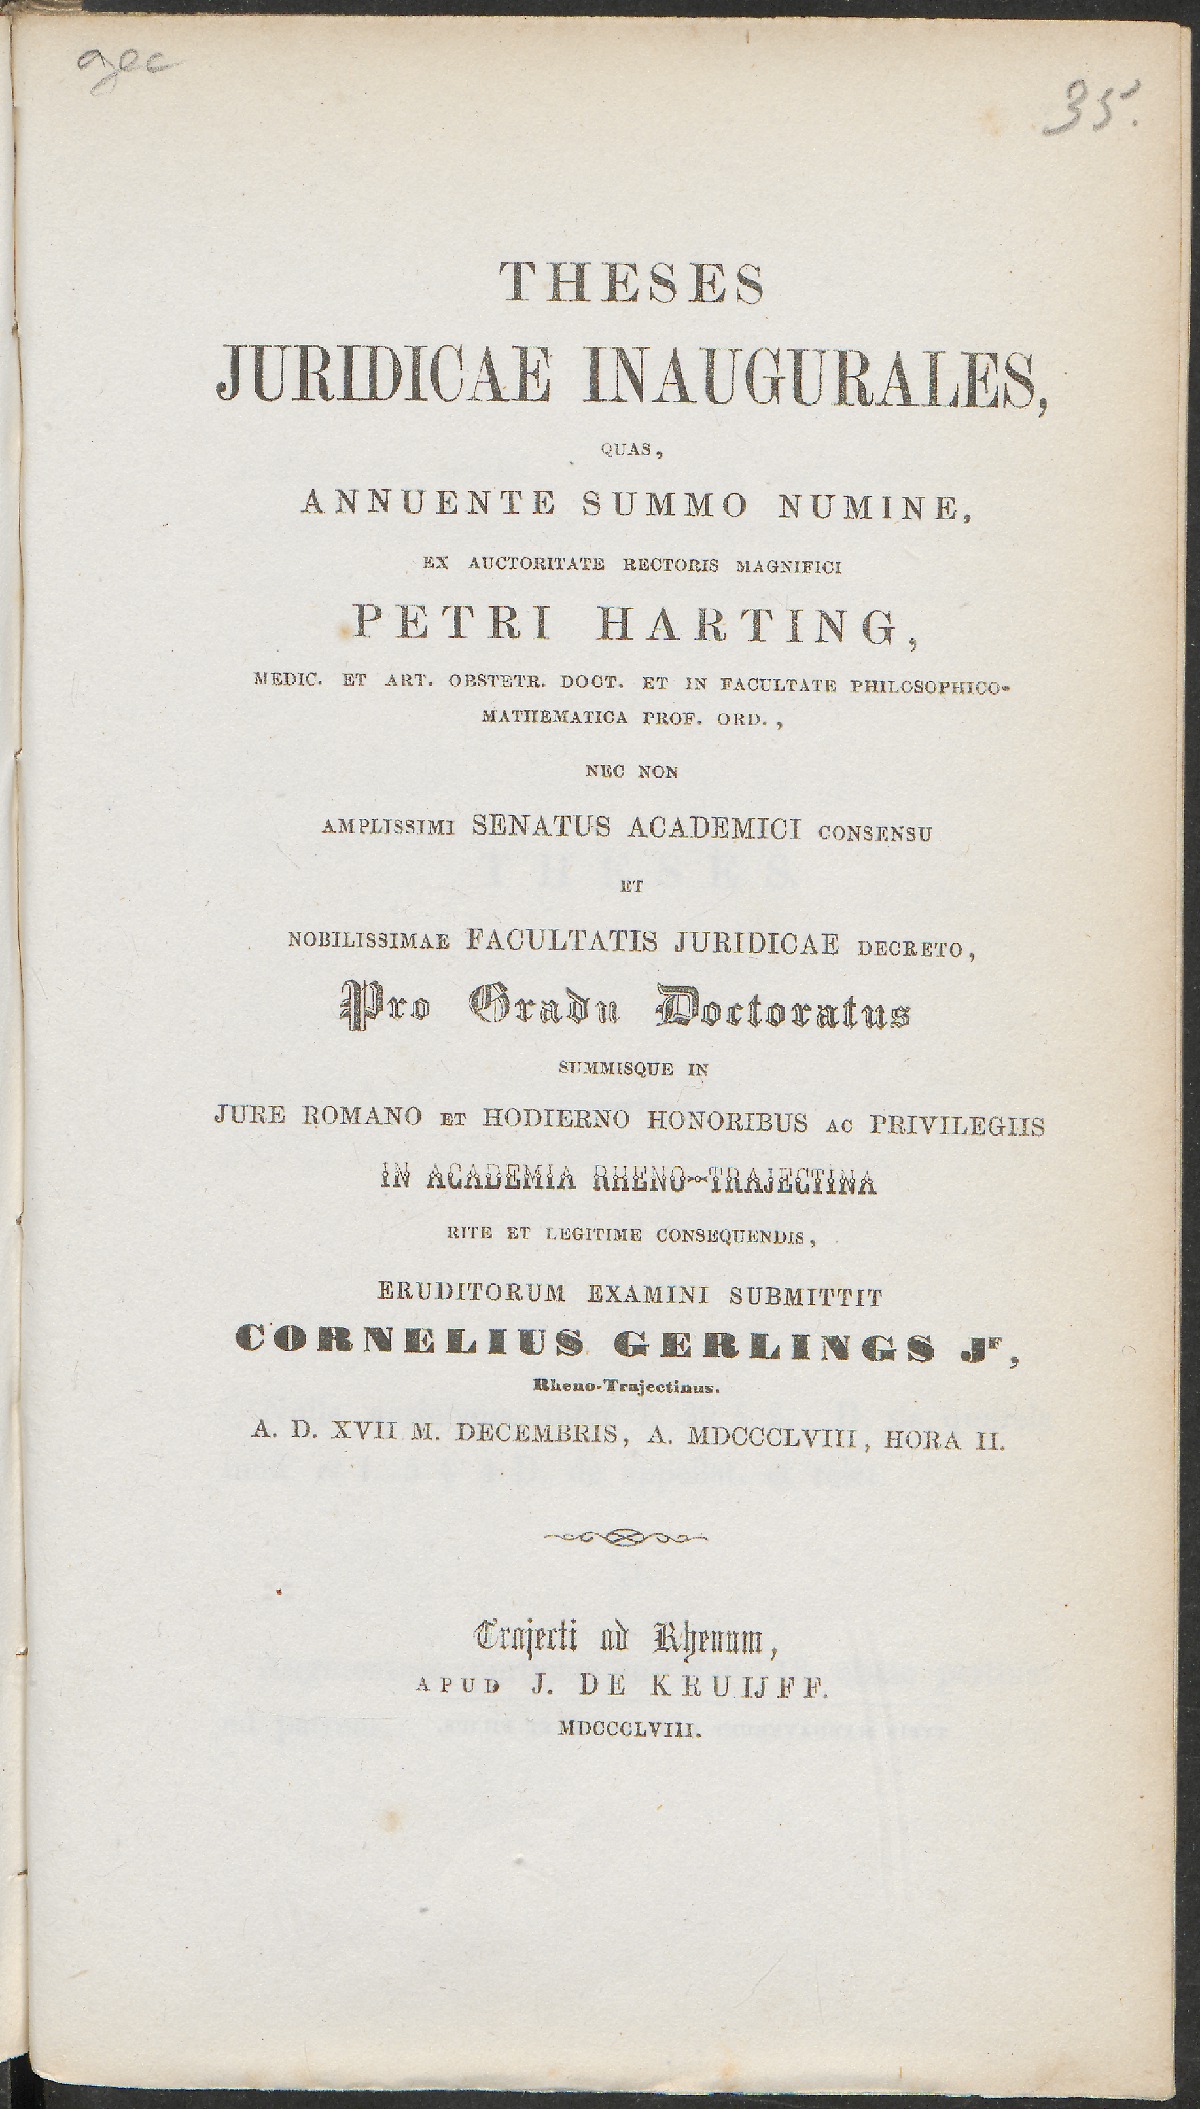 gec
35.
THESES
JURIDICAE INAUGURALES,
QUAS,
ANNUENTE SUMMO NUMINE,
EX AUCTORITATE RECTORIS MAGNIFICI
PETRI HARTING,
MEDIC. ET ART. OBSTETR. DOCT. ET IN FACULTATE PHILOSOPHICO-
MATHEMATICA PROF. ORD.,
NEC NON
AMPLISSIMI SENATUS ACADEMICI CONSENSU
ET
NOBILISSIMAE FACULTATIS JURIDICAE DECRETO,
Pro Gradu Doctoratus
SUMMISQUE IN
JURE ROMANO ET HODIERNO HONORIBUS AC PRIVILEGIIS
IN ACADEMIA RHENO-TRAJECTINA
RITE ET LEGITIME CONSEQUENDIS,
ERUDITORUM EXAMINI SUBMITTIT
CORNELIUS GERLINGS Jr,
Rheno-Trajectinus.
A. D. XVII M. DECEMBRIS, A. MDCCCLVIII, HORA II.
Trajecti ad Rhenum,
APUD J. DE KRUIJFF.
MDCCCLVIII.